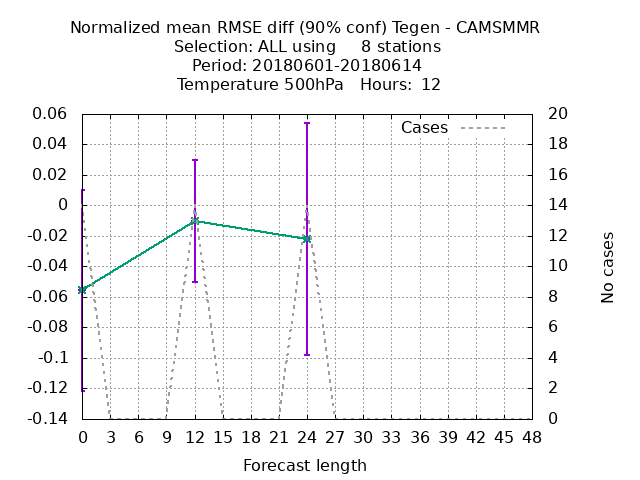 Normalized mean RMSE diff (90% conf) Tegen - CAMSMMR
Selection: ALL using     8 stations
Period: 20180601-20180614
Temperature 500hPa   Hours:  12
Cases
0.06
0.04
0.02
0
-0.02
-0.04
-0.06
-0.08
-0.1
-0.12
-0.14
20
18
16
14
12
10
8
6
4
2
0
No cases
0 3 6 9 12 15 18 21 24 27 30 33 36 39 42 45 48
Forecast length